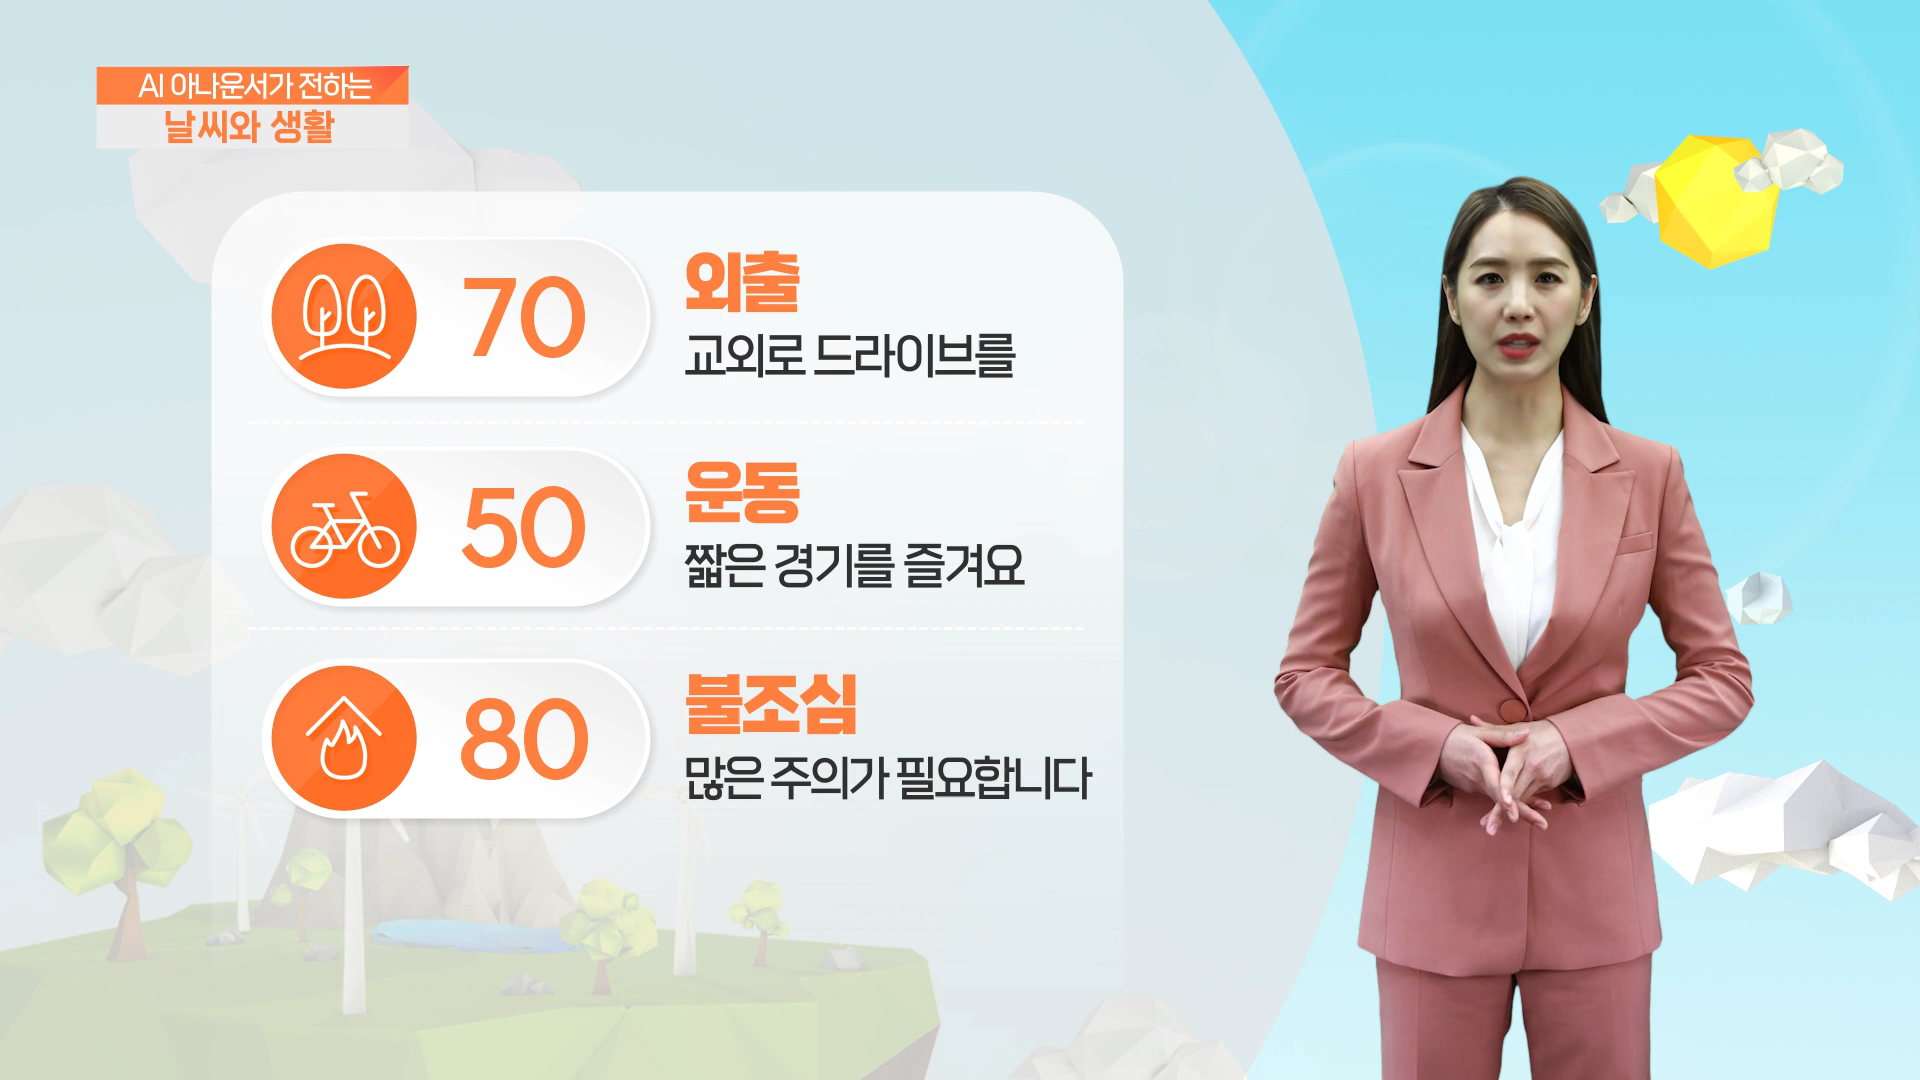 AI 아나운서가 전하는
날씨와 생활
70
외출
교외로 드라이브를
50
운동
짧은 경기를 즐겨요
80
불조심
많은 주의가 필요합니다